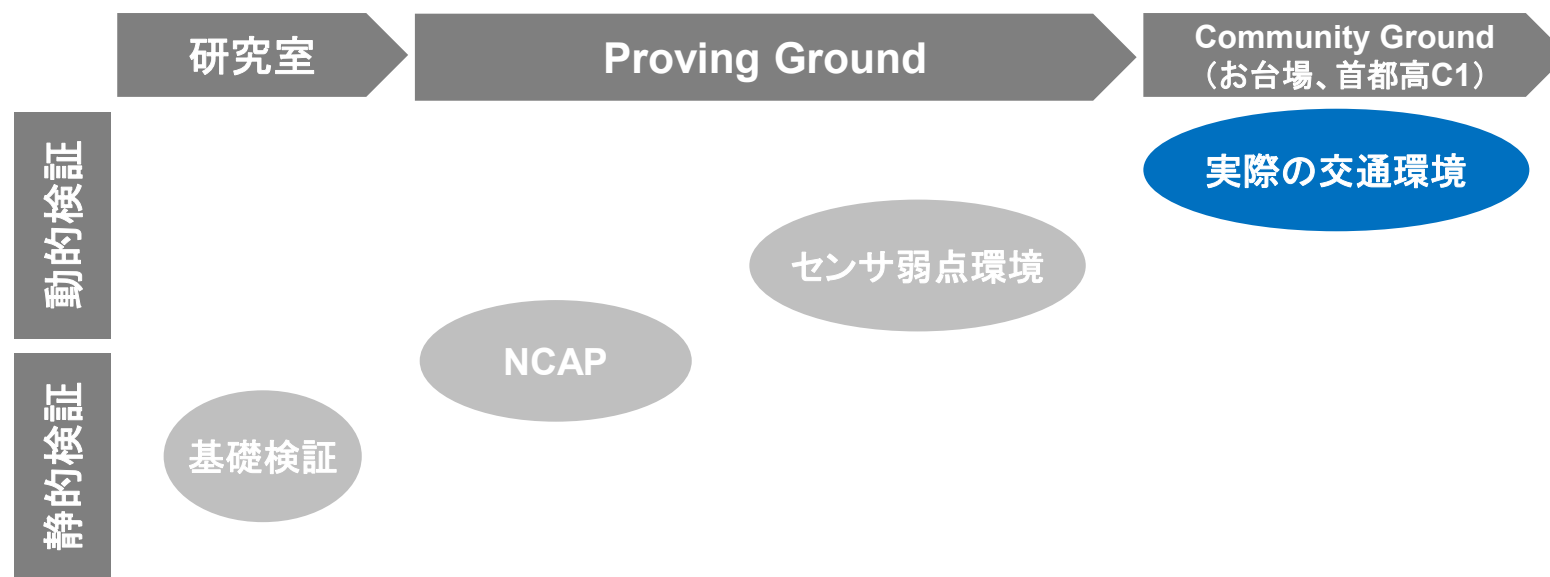 研究室
Proving Ground
Community Ground
（お台場、首都高C1）
動的検証
実際の交通環境
センサ弱点環境
NCAP
静的検証
基礎検証